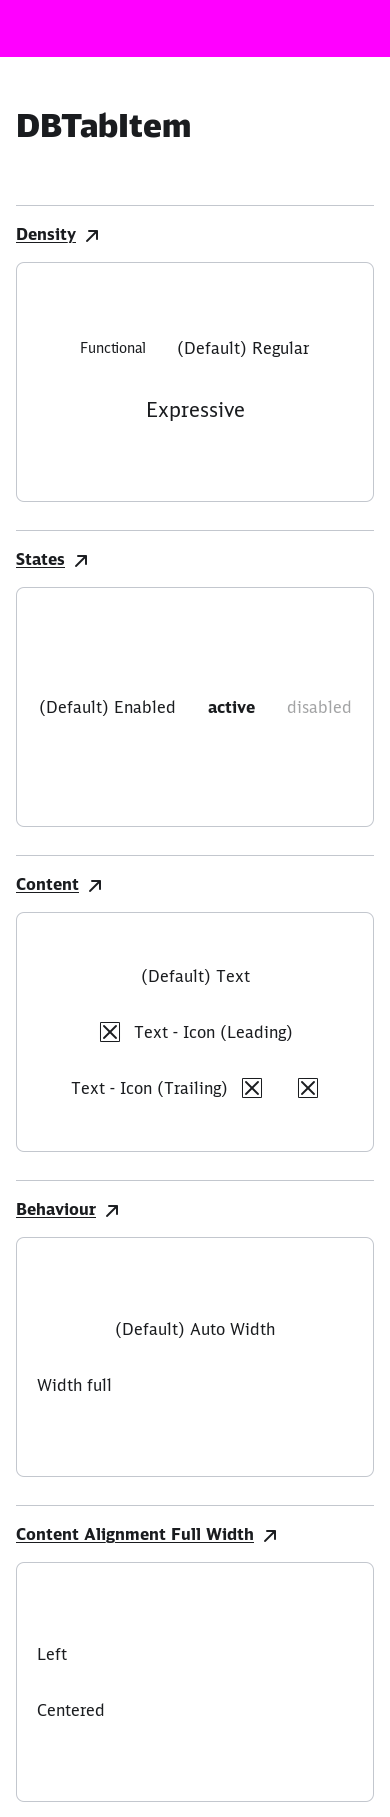 DBTabItem
Density
Functional (Default) Regular
Expressive
States
(Default) Enabled active disabled
Content
(Default) Text
Text - Icon (Leading)
Text - Icon (Trailing)
Behaviour
(Default) Auto Width
Width full
Content Alignment Full Width
Left
Centered